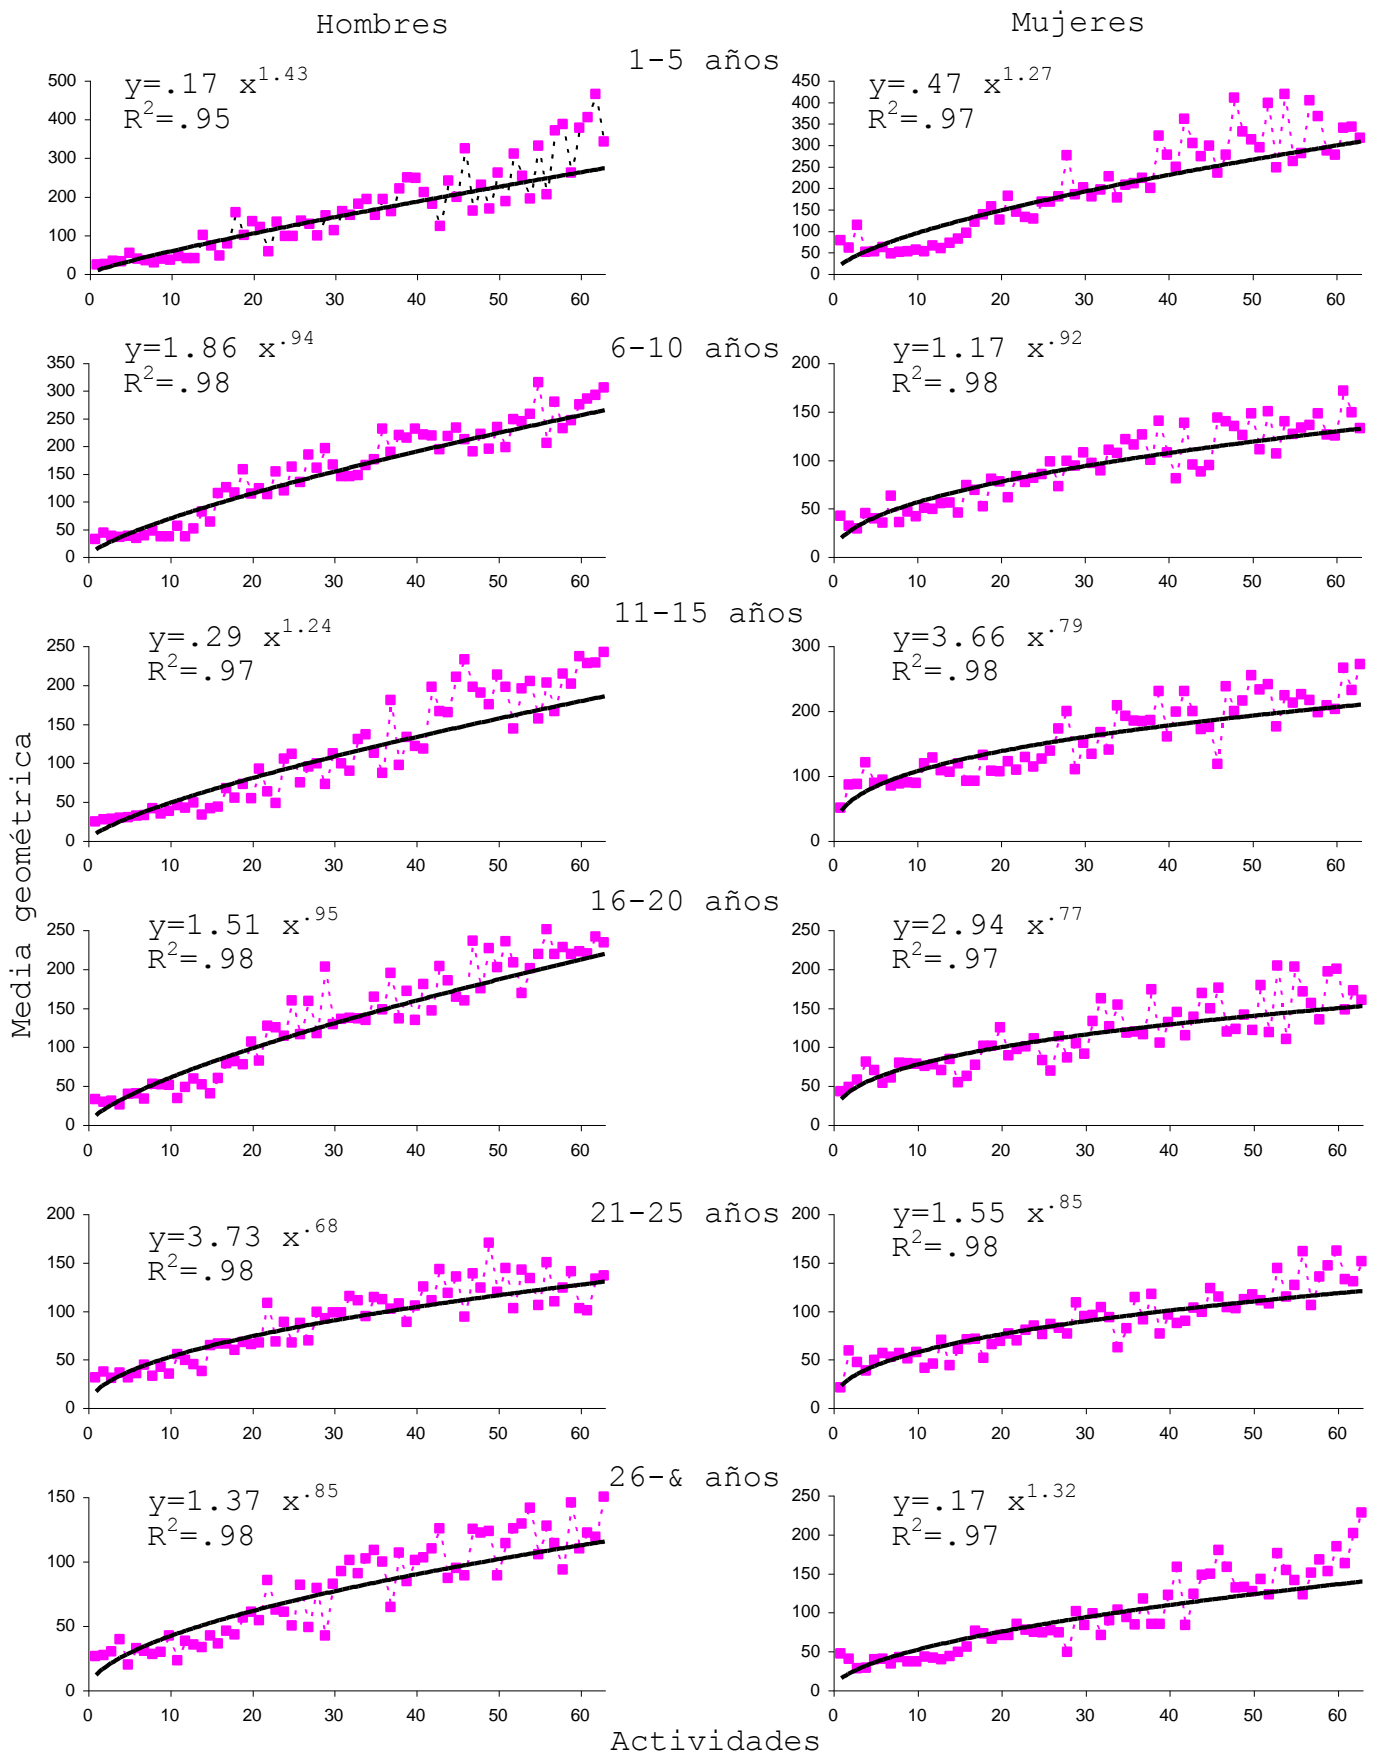 Hombres
Mujeres
1-5 años
y=.17 x^1.43
R²=.95
500
400
300
200
100
0
0 10 20 30 40 50 60
y=.47 x^1.27
R²=.97
450
400
350
300
250
200
150
100
50
0
0 10 20 30 40 50 60
6-10 años
y=1.86 x^.94
R²=.98
350
300
250
200
150
100
50
0
0 10 20 30 40 50 60
y=1.17 x^.92
R²=.98
200
150
100
50
0
0 10 20 30 40 50 60
11-15 años
y=.29 x^1.24
R²=.97
250
200
150
100
50
0
0 10 20 30 40 50 60
y=3.66 x^.79
R²=.98
300
200
100
0
0 10 20 30 40 50 60
Media geométrica
16-20 años
y=1.51 x^.95
R²=.98
250
200
150
100
50
0
0 10 20 30 40 50 60
y=2.94 x^.77
R²=.97
250
200
150
100
50
0
0 10 20 30 40 50 60
21-25 años
y=3.73 x^.68
R²=.98
200
150
100
50
0
0 10 20 30 40 50 60
y=1.55 x^.85
R²=.98
200
150
100
50
0
0 10 20 30 40 50 60
26-& años
y=1.37 x^.85
R²=.98
150
100
50
0
0 10 20 30 40 50 60
y=.17 x^1.32
R²=.97
250
200
150
100
50
0
0 10 20 30 40 50 60
Actividades